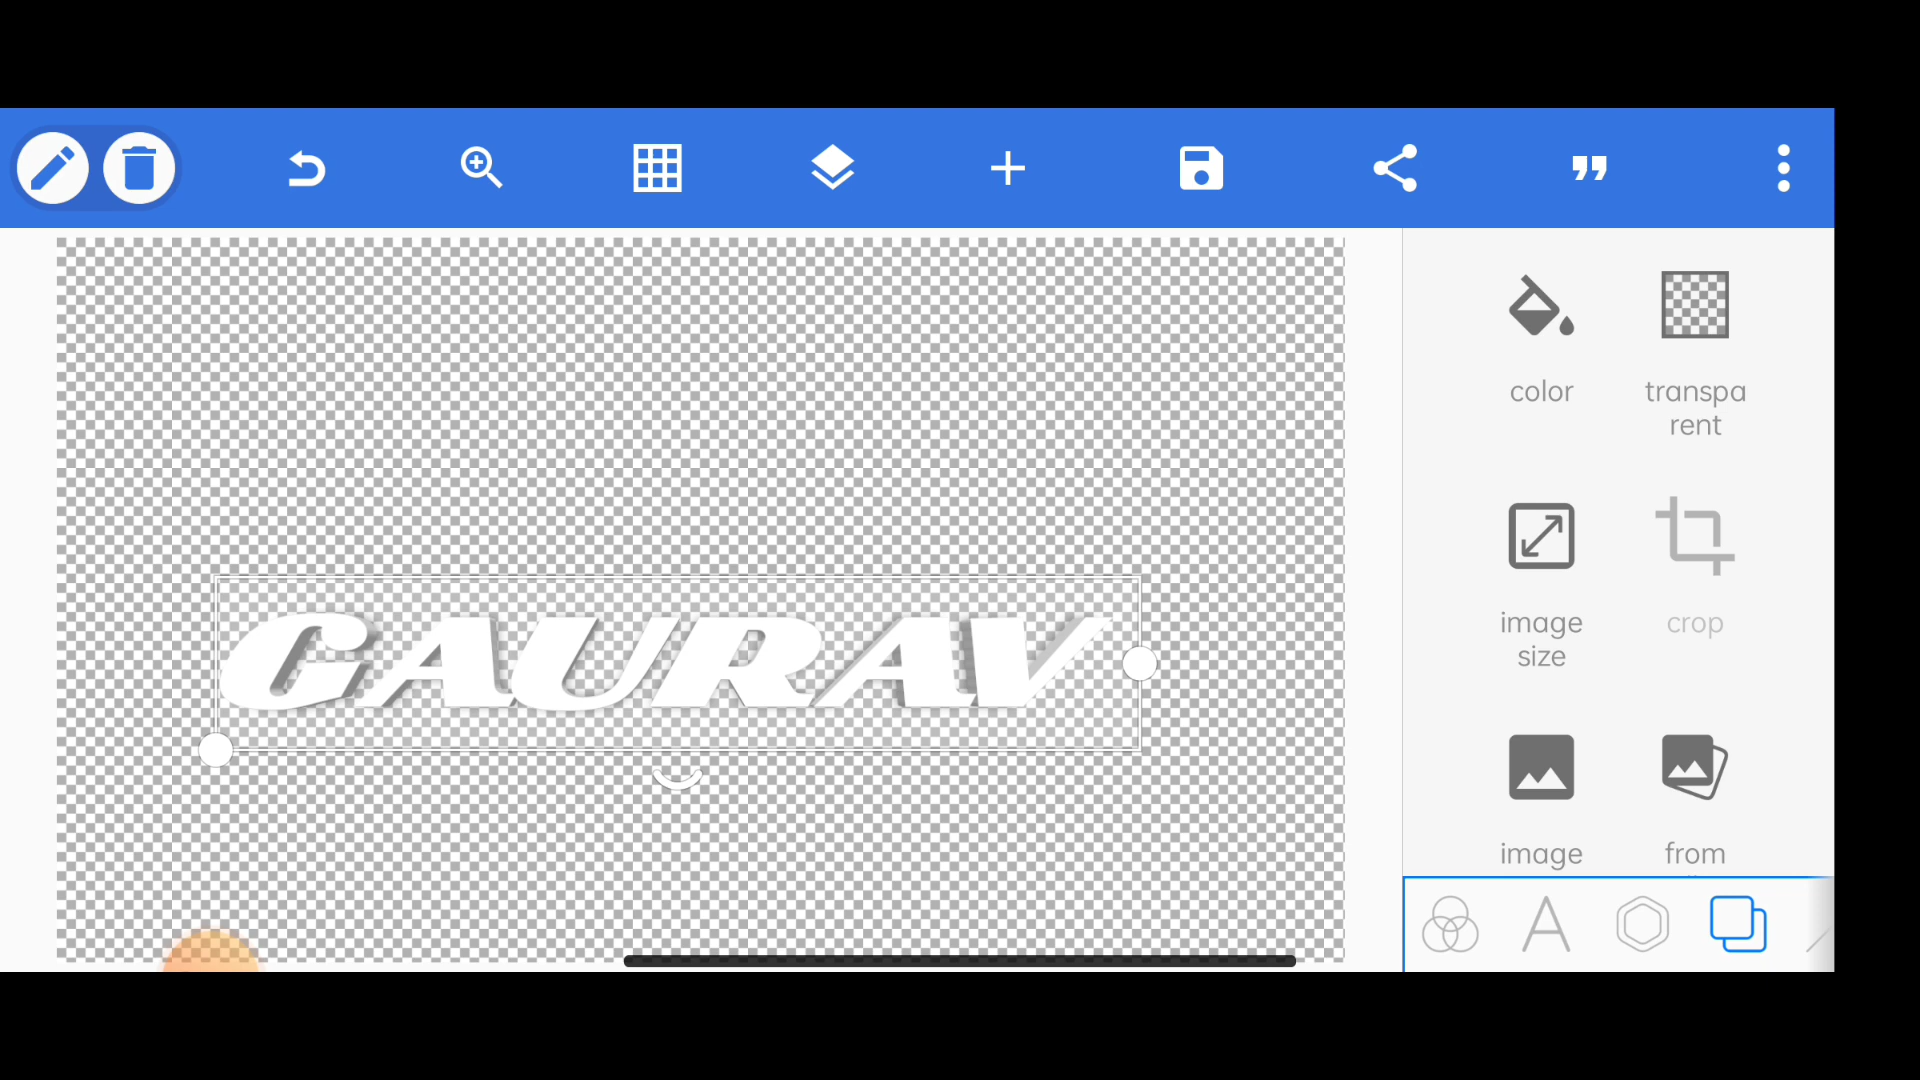 color
transpa
rent
GAURAV
image
size
crop
image
from